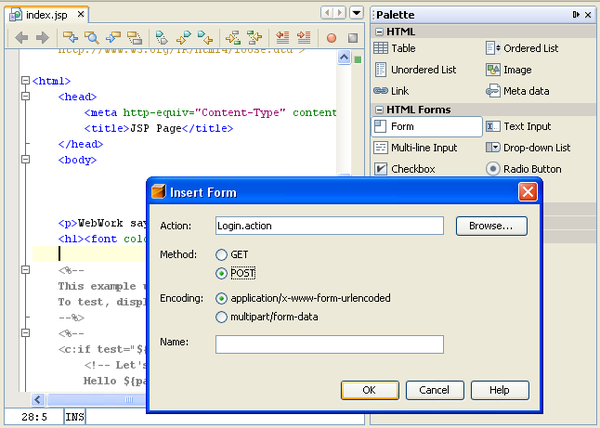 index.jsp
http://www.w3.org/TR/html4/loose.dtd">
<html>
<head>
<meta http-equiv="Content-Type" content
<title>JSP Page</title>
</head>
<body>
<p>WebWork say
<h1><font colo
<%--
This example u
To test, displ
--%>
<%--
<c:if test="${
<!-- Let's
Hello ${pa
28:5 INS
Palette
HTML
Table Ordered List
Unordered List Image
Link Meta data
HTML Forms
Form Text Input
Multi-line Input Drop-down List
Checkbox Radio Button
Insert Form
Action: Login.action Browse...
Method: GET
POST
Encoding: application/x-www-form-urlencoded
multipart/form-data
Name:
OK Cancel Help